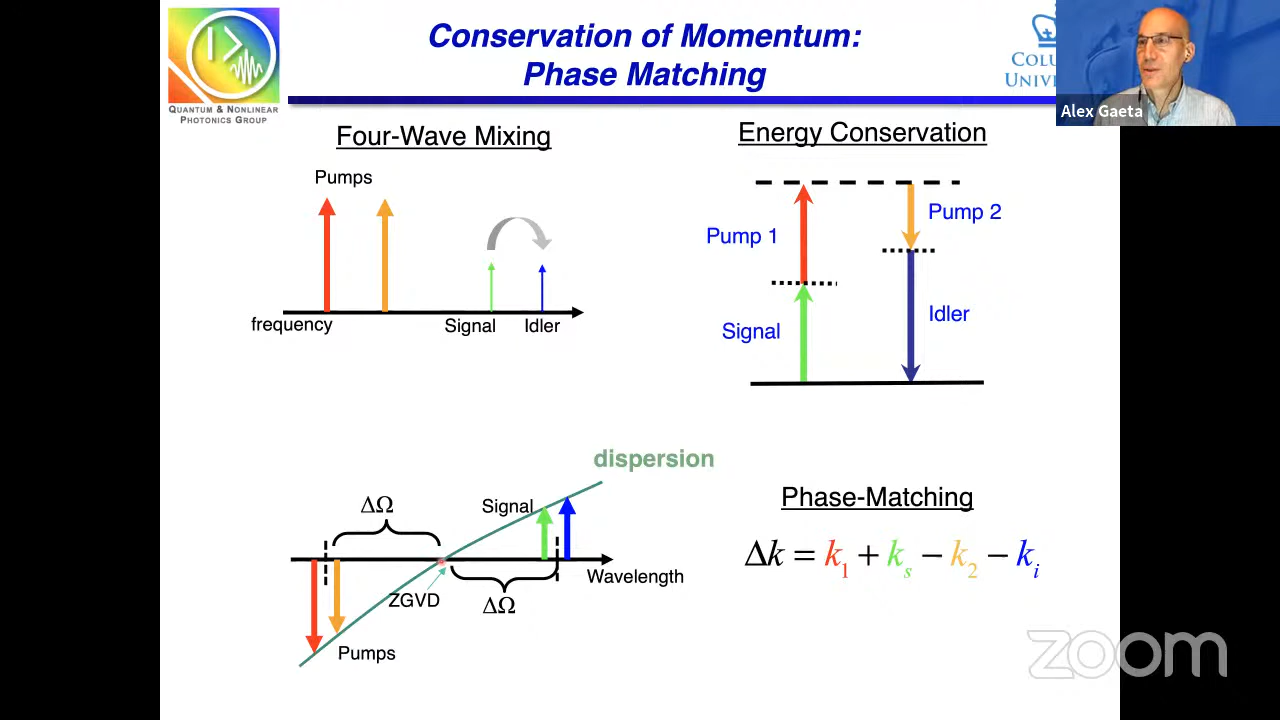 Conservation of Momentum:
Phase Matching
QUANTUM & NONLINEAR
PHOTONICS GROUP
Alex Gaeta
Four-Wave Mixing
Pumps
frequency
Signal
Idler
Energy Conservation
Pump 1
Pump 2
Signal
Idler
dispersion
ΔΩ
Signal
Wavelength
ZGVD
ΔΩ
Pumps
Phase-Matching
Δk = k₁ + kₛ − k₂ − kᵢ
zoom